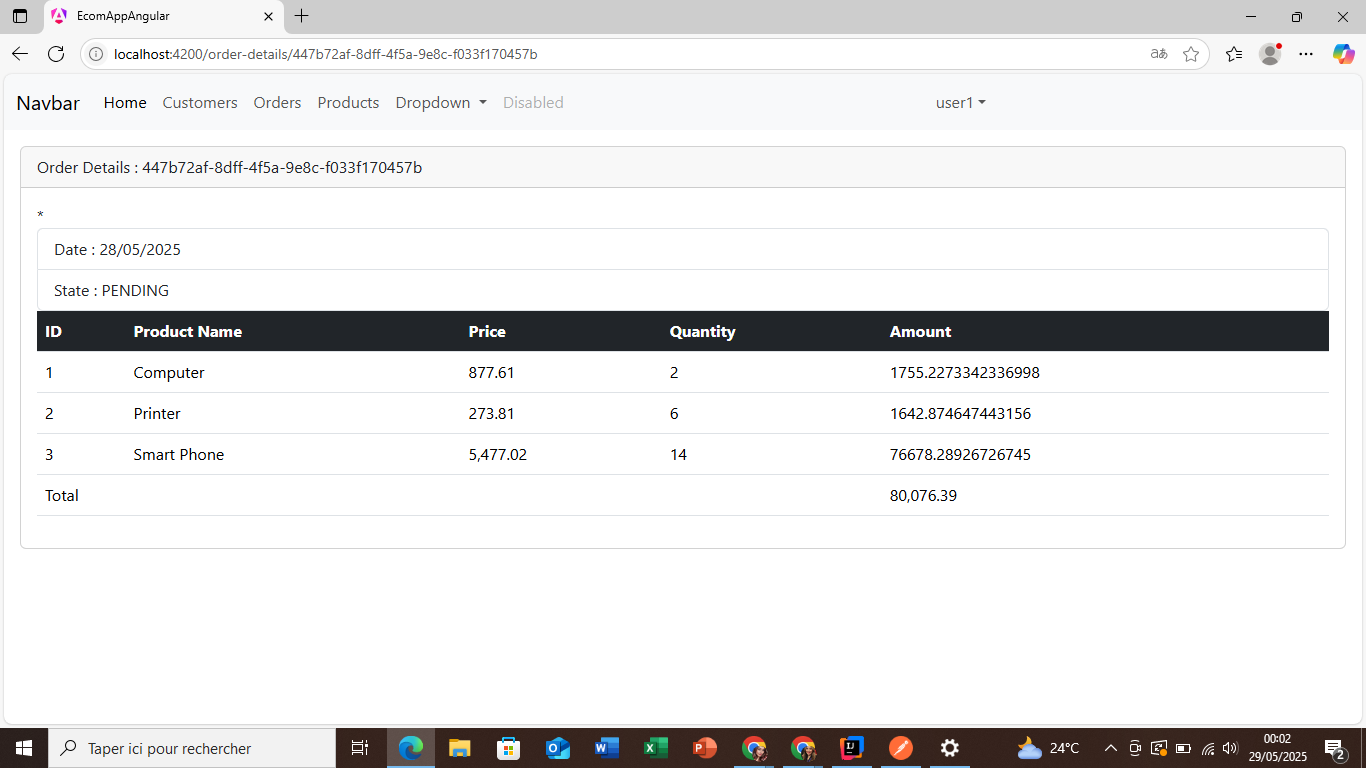 EcomAppAngular
localhost:4200/order-details/447b72af-8dff-4f5a-9e8c-f033f170457b
Navbar Home Customers Orders Products Dropdown Disabled user1
Order Details : 447b72af-8dff-4f5a-9e8c-f033f170457b
*
Date : 28/05/2025
State : PENDING
ID Product Name Price Quantity Amount
1 Computer 877.61 2 1755.2273342336998
2 Printer 273.81 6 1642.874647443156
3 Smart Phone 5,477.02 14 76678.28926726745
Total 80,076.39
Taper ici pour rechercher
24°C
00:02
29/05/2025
2